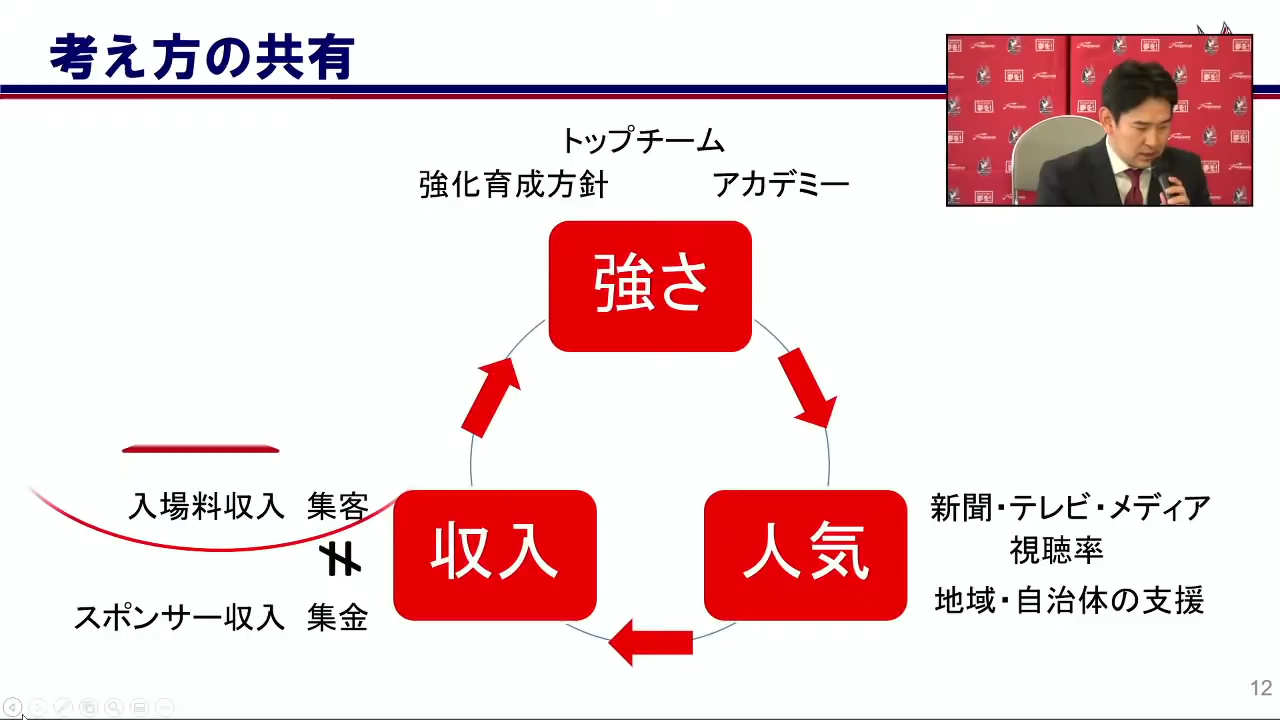 考え方の共有
トップチーム
強化育成方針 アカデミー
強さ
収入
人気
入場料収入 集客
スポンサー収入 集金
新聞・テレビ・メディア
視聴率
地域・自治体の支援
12